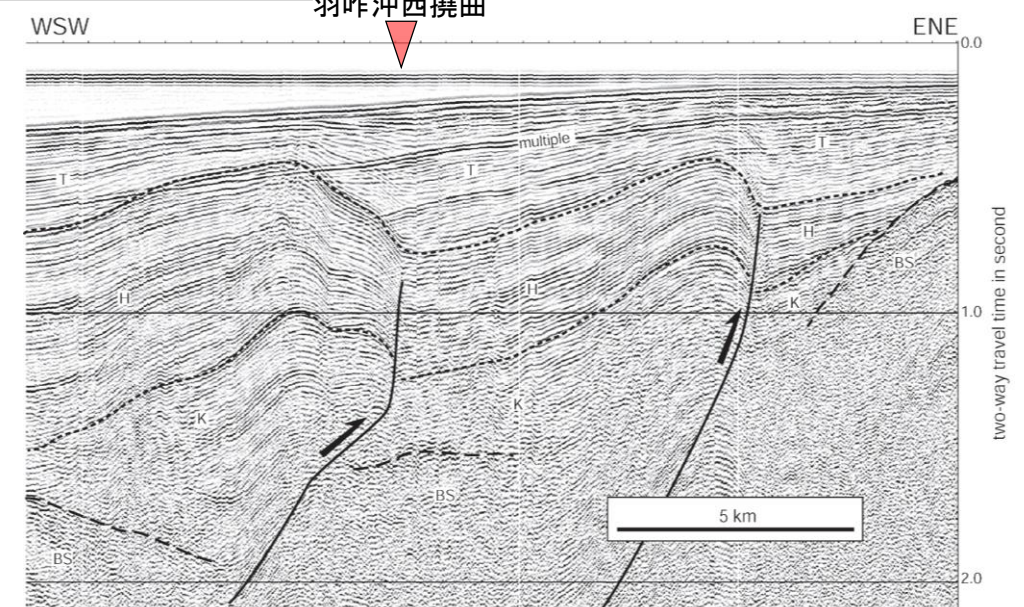 羽咋沖西撓曲
WSW
ENE
0.0
multiple
T
T
T
H
H
H
BS
K
1.0
K
K
BS
BS
5 km
2.0
two-way travel time in second